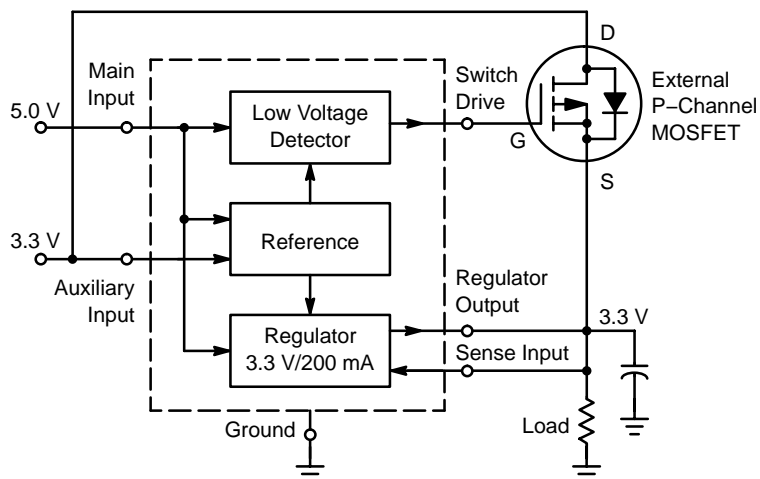 D
Main
Input
Switch
Drive
External
P–Channel
MOSFET
5.0 V
Low Voltage
Detector
G
S
3.3 V
Reference
Auxiliary
Input
Regulator
Output
3.3 V
Regulator
3.3 V/200 mA
Sense Input
Ground
Load